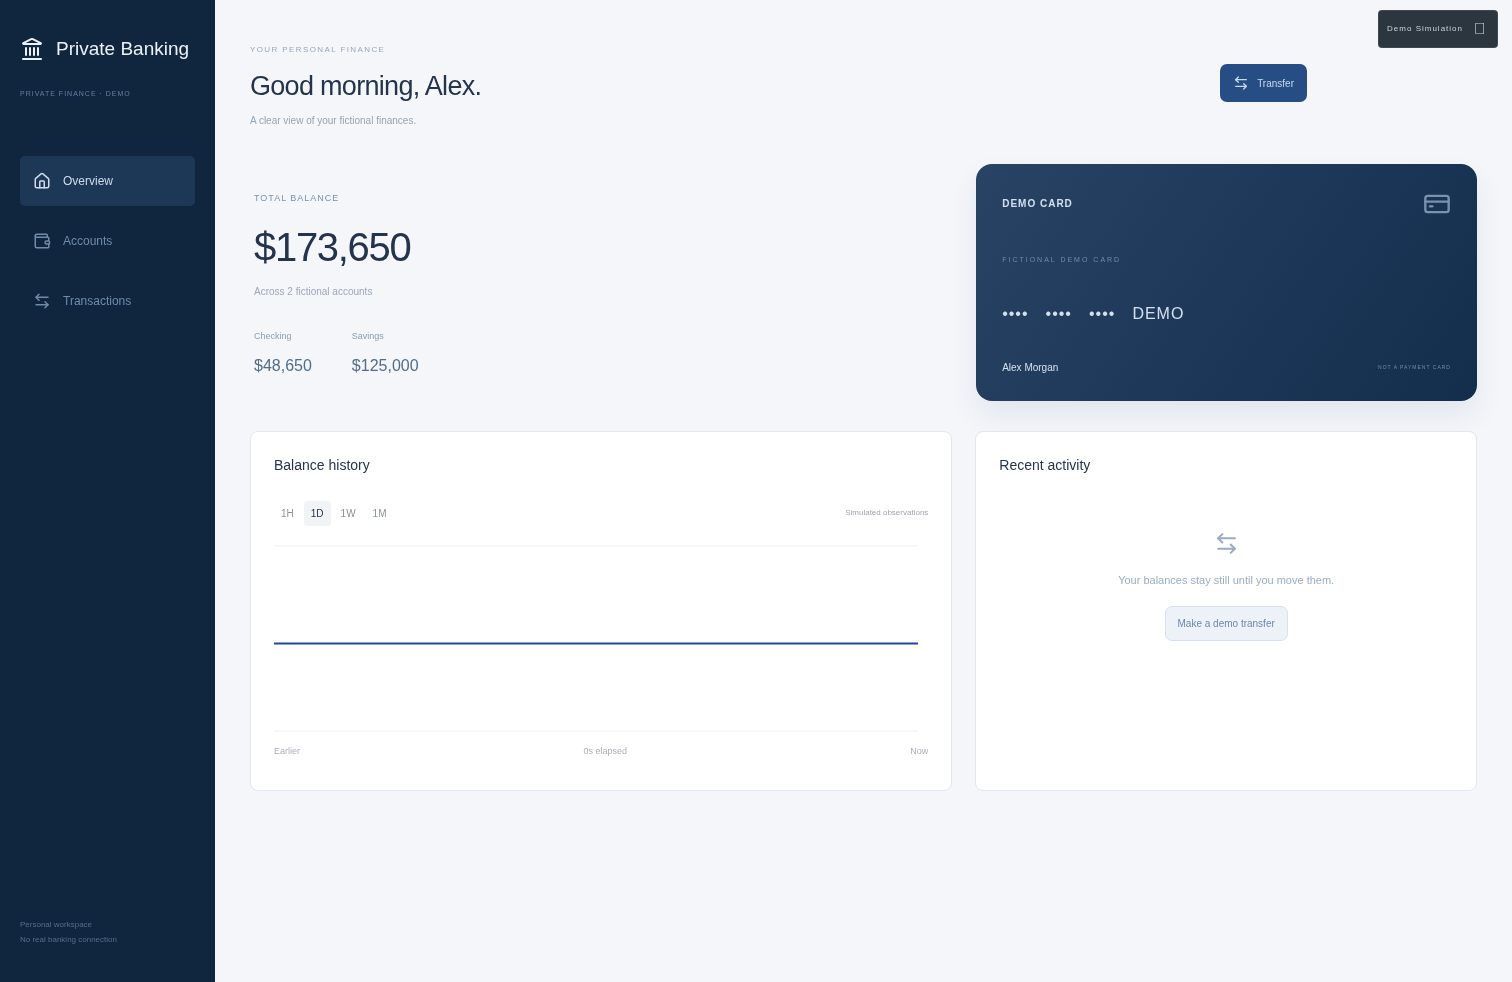 Private Banking
PRIVATE FINANCE · DEMO
Overview
Accounts
Transactions
Personal workspace
No real banking connection
Demo Simulation
YOUR PERSONAL FINANCE
Good morning, Alex.
A clear view of your fictional finances.
Transfer
TOTAL BALANCE
$173,650
Across 2 fictional accounts
Checking
Savings
$48,650
$125,000
DEMO CARD
FICTIONAL DEMO CARD
•••• •••• •••• DEMO
Alex Morgan
NOT A PAYMENT CARD
Balance history
1H 1D 1W 1M
Simulated observations
Earlier
0s elapsed
Now
Recent activity
Your balances stay still until you move them.
Make a demo transfer